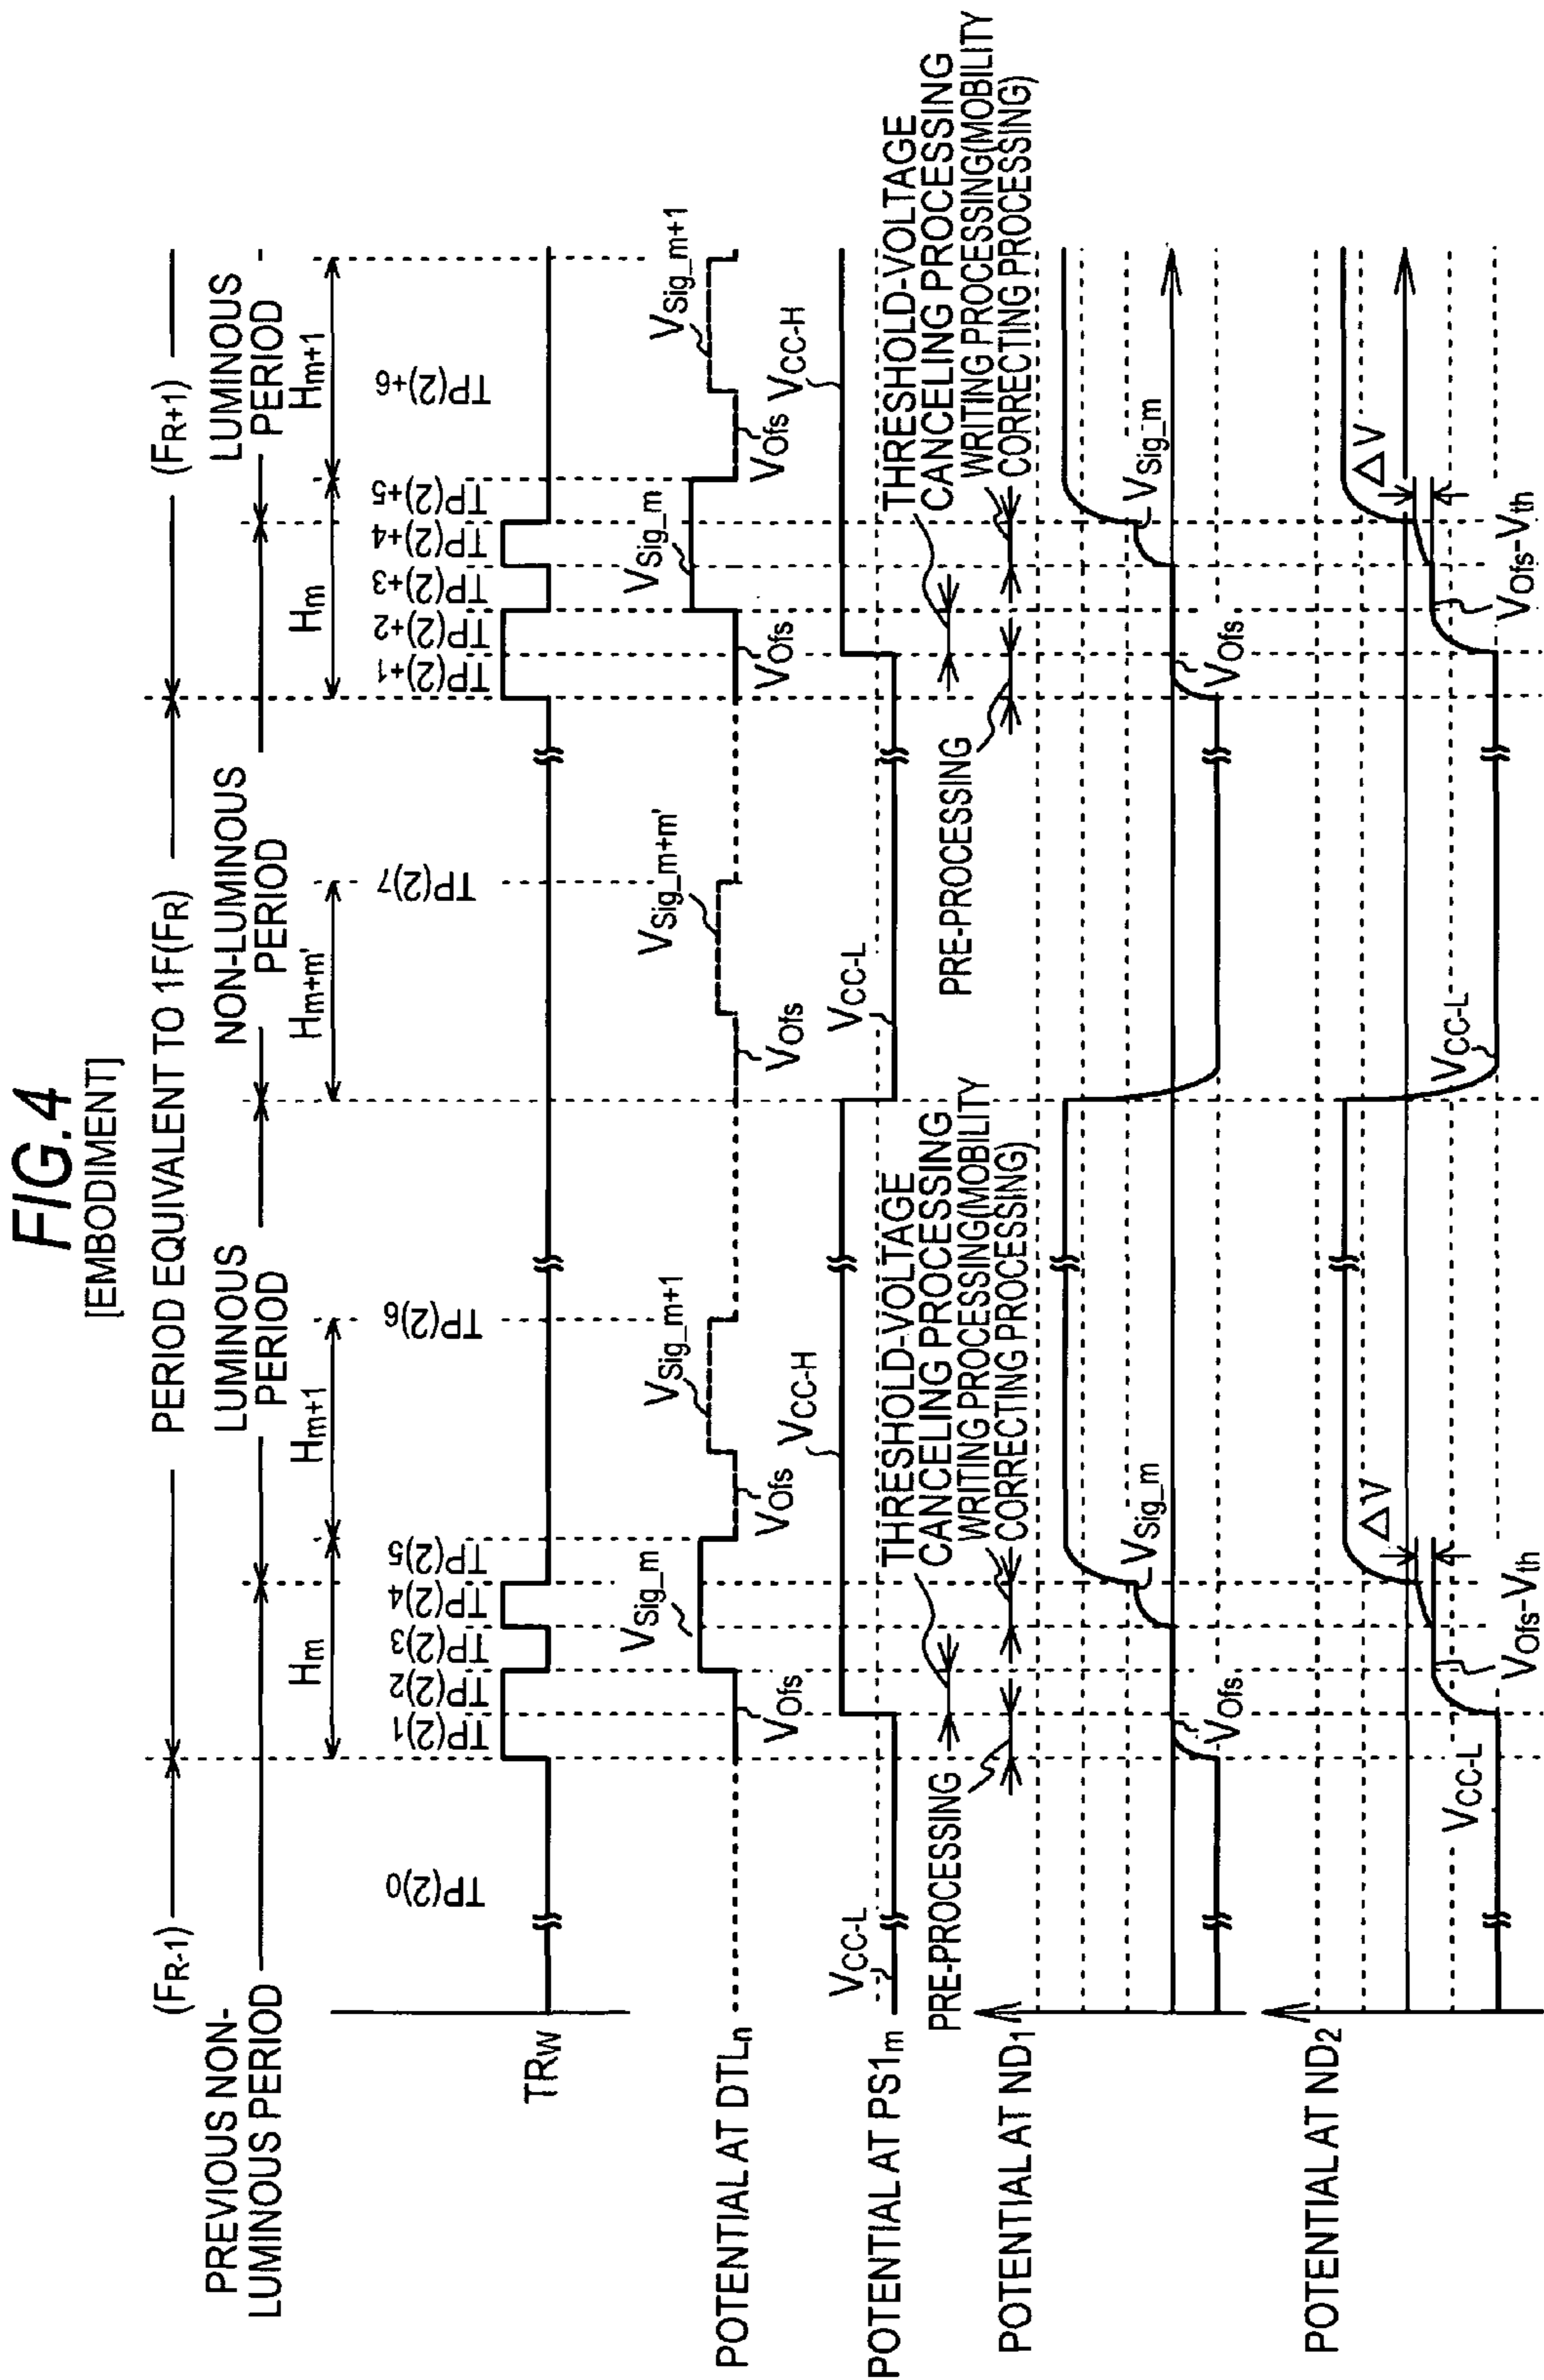 FIG.4
[EMBODIMENT]
(FR-1)
PERIOD EQUIVALENT TO 1F(FR)
(FR+1)
PREVIOUS NON-
LUMINOUS PERIOD
LUMINOUS
PERIOD
NON-LUMINOUS
PERIOD
LUMINOUS
PERIOD
Hm
Hm+1
Hm+m'
Hm
Hm+1
TP(2)0
TP(2)1
TP(2)2
TP(2)3
TP(2)4
TP(2)5
TP(2)6
TP(2)7
TP(2)+1
TP(2)+2
TP(2)+3
TP(2)+4
TP(2)+5
TP(2)+6
TRW
POTENTIAL AT DTLn
VOfs
VSig_m
VOfs
VSig_m+1
VOfs
VSig_m+m'
VOfs
VSig_m
VOfs
VSig_m+1
POTENTIAL AT PS1m
VCC-L
VCC-H
VCC-L
VCC-H
PRE-PROCESSING
THRESHOLD-VOLTAGE
CANCELING PROCESSING
WRITING PROCESSING(MOBILITY
CORRECTING PROCESSING)
PRE-PROCESSING
THRESHOLD-VOLTAGE
CANCELING PROCESSING
WRITING PROCESSING(MOBILITY
CORRECTING PROCESSING)
POTENTIAL AT ND1
VOfs
VSig_m
VOfs
VSig_m
POTENTIAL AT ND2
VCC-L
VOfs-Vth
ΔV
VCC-L
VOfs-Vth
ΔV